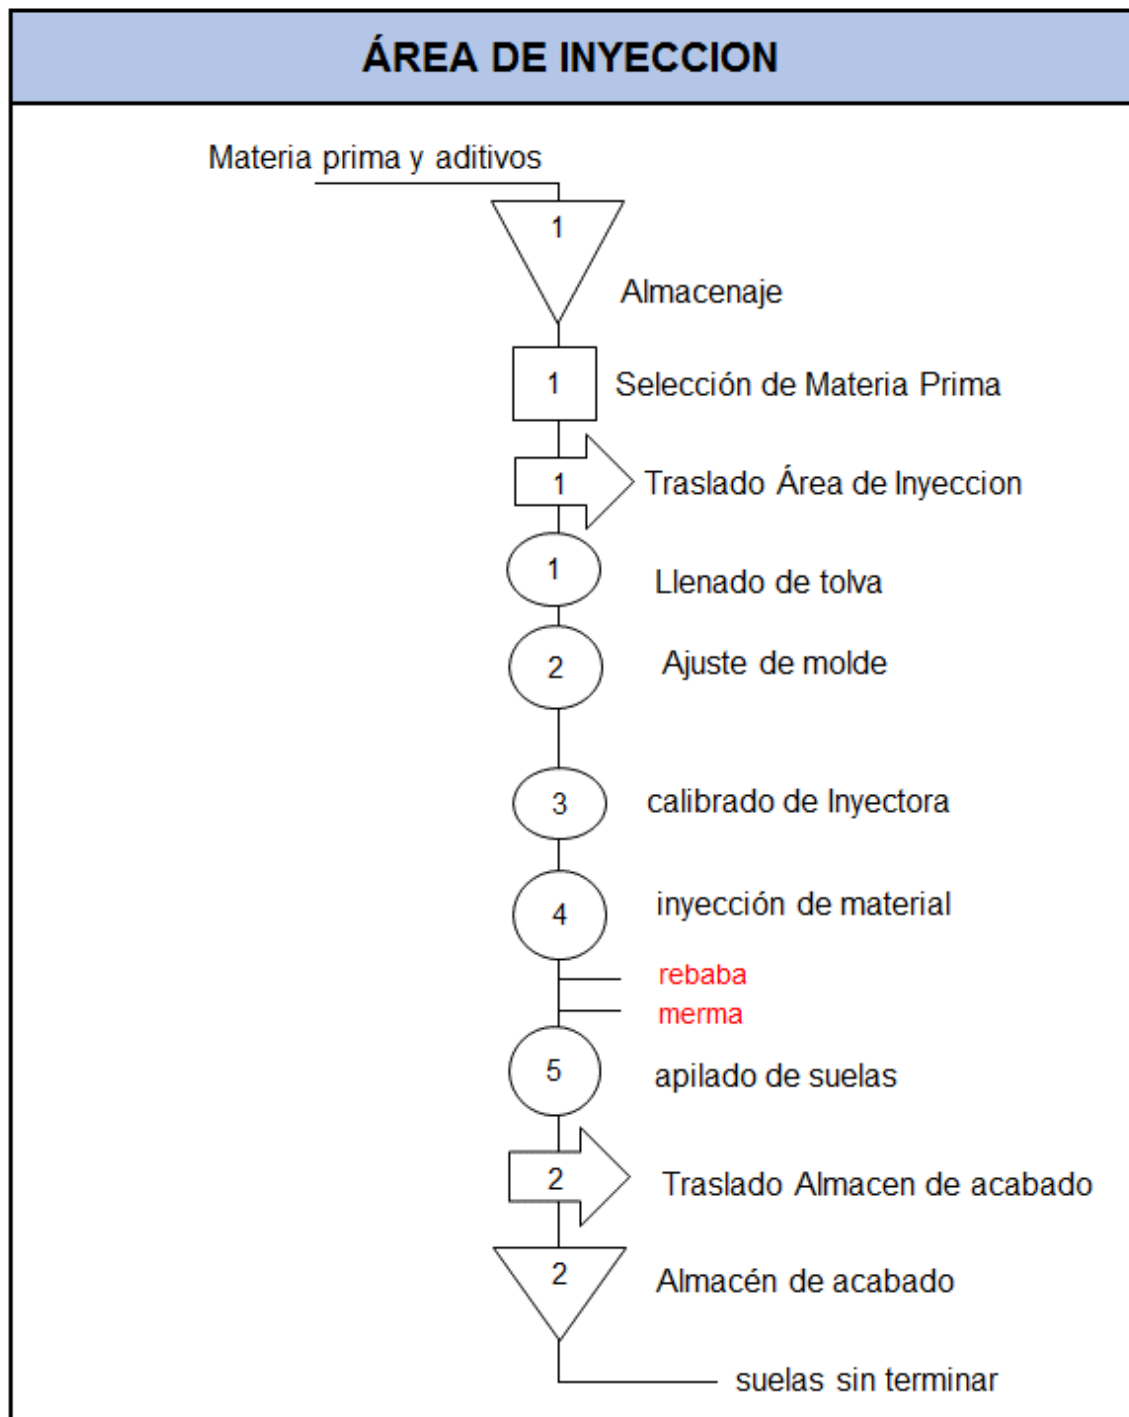 ÁREA DE INYECCION
Materia prima y aditivos
1
Almacenaje
1
Selección de Materia Prima
1
Traslado Área de Inyeccion
1
Llenado de tolva
2
Ajuste de molde
3
calibrado de Inyectora
4
inyección de material
rebaba
merma
5
apilado de suelas
2
Traslado Almacen de acabado
2
Almacén de acabado
suelas sin terminar